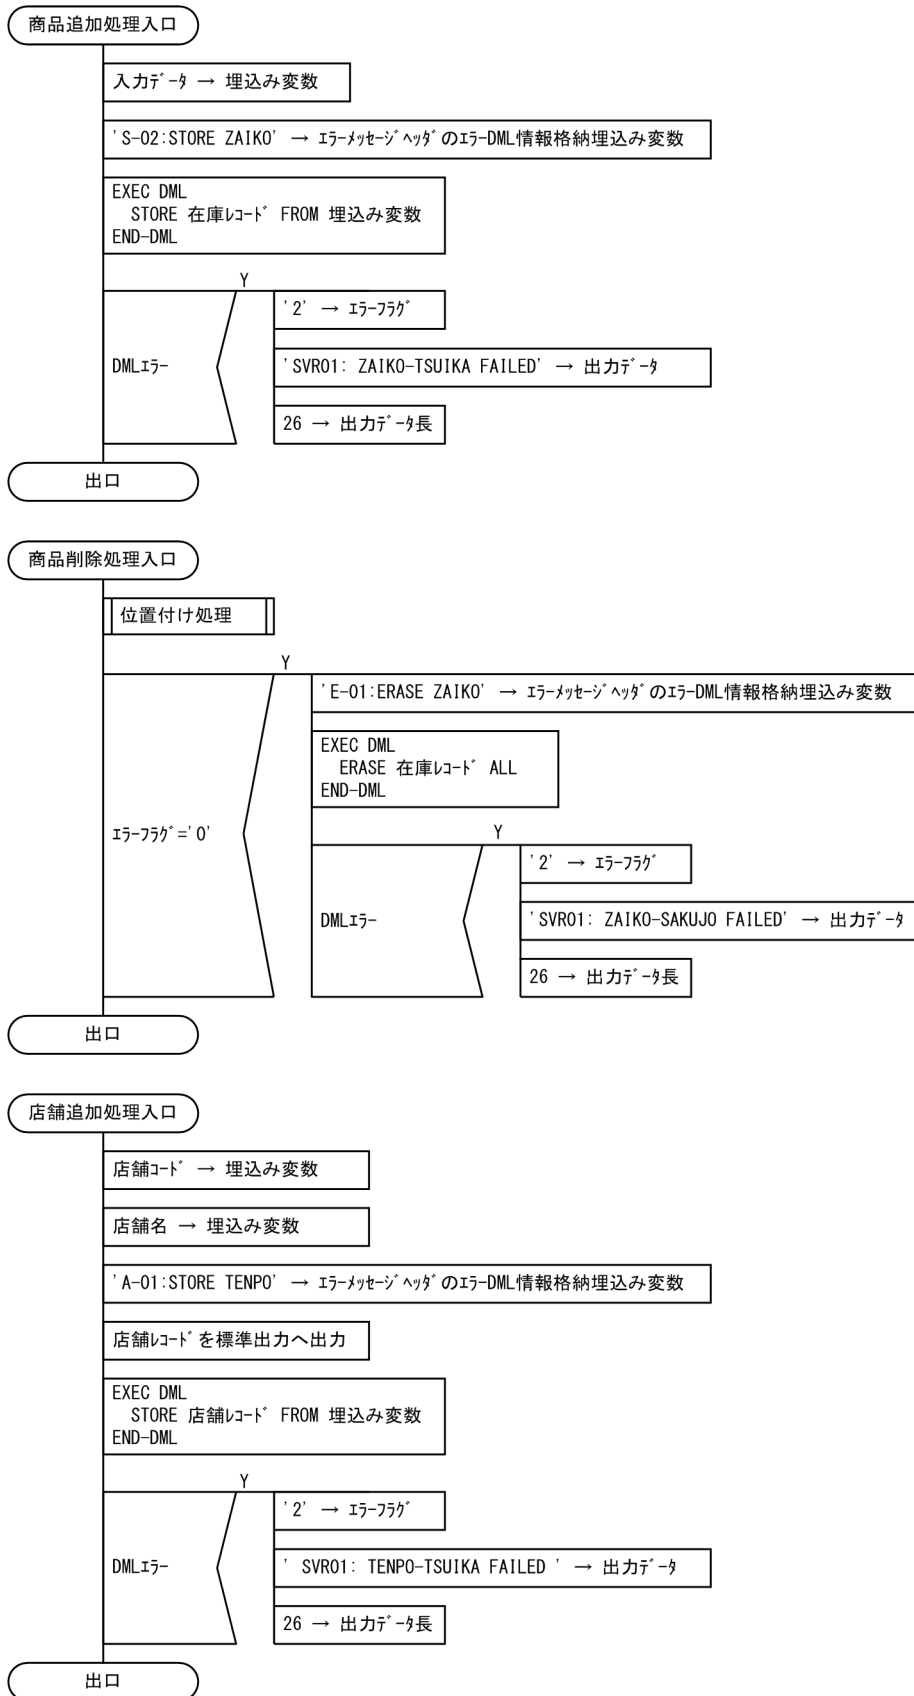 商品追加処理入口
入力ﾃﾞｰﾀ → 埋込み変数
'S-02:STORE ZAIKO' → ｴﾗｰﾒｯｾｰｼﾞﾍｯﾀﾞのｴﾗｰDML情報格納埋込み変数
EXEC DML
STORE 在庫ﾚｺｰﾄﾞ FROM 埋込み変数
END-DML
Y
'2' → ｴﾗｰﾌﾗｸﾞ
DMLｴﾗｰ
'SVR01: ZAIKO-TSUIKA FAILED' → 出力ﾃﾞｰﾀ
26 → 出力ﾃﾞｰﾀ長
出口
商品削除処理入口
位置付け処理
Y
'E-01:ERASE ZAIKO' → ｴﾗｰﾒｯｾｰｼﾞﾍｯﾀﾞのｴﾗｰDML情報格納埋込み変数
EXEC DML
ERASE 在庫ﾚｺｰﾄﾞ ALL
END-DML
ｴﾗｰﾌﾗｸﾞ='0'
Y
'2' → ｴﾗｰﾌﾗｸﾞ
DMLｴﾗｰ
'SVR01: ZAIKO-SAKUJO FAILED' → 出力ﾃﾞｰﾀ
26 → 出力ﾃﾞｰﾀ長
出口
店舗追加処理入口
店舗ｺｰﾄﾞ → 埋込み変数
店舗名 → 埋込み変数
'A-01:STORE TENPO' → ｴﾗｰﾒｯｾｰｼﾞﾍｯﾀﾞのｴﾗｰDML情報格納埋込み変数
店舗ﾚｺｰﾄﾞを標準出力へ出力
EXEC DML
STORE 店舗ﾚｺｰﾄﾞ FROM 埋込み変数
END-DML
Y
'2' → ｴﾗｰﾌﾗｸﾞ
DMLｴﾗｰ
' SVR01: TENPO-TSUIKA FAILED ' → 出力ﾃﾞｰﾀ
26 → 出力ﾃﾞｰﾀ長
出口